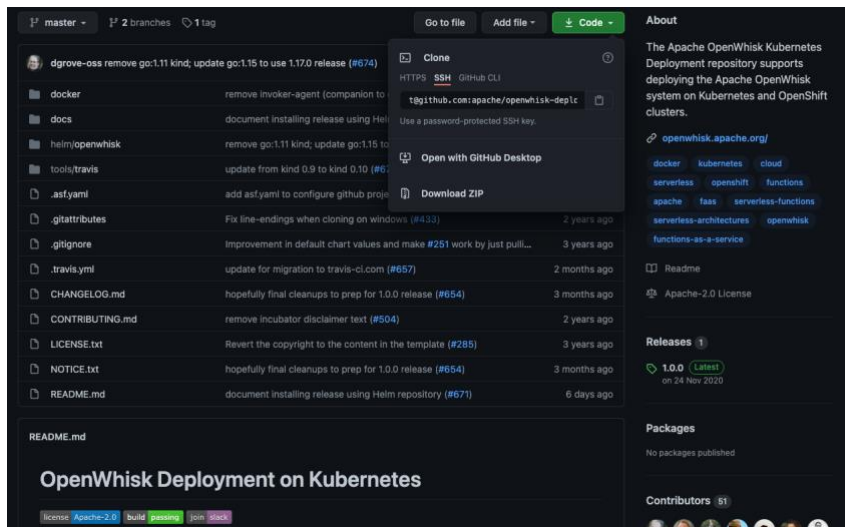 master
2 branches
1 tag
Go to file
Add file
Code
dgrove-oss remove go:1.11 kind; update go:1.15 to use 1.17.0 release (#674)
docker
remove invoker-agent (companion to
docs
document installing release using Hel
helm/openwhisk
remove go:1.11 kind; update go:1.15 to
tools/travis
update from kind 0.9 to kind 0.10 (#67
.asf.yaml
add asf.yaml to configure github proje
.gitattributes
Fix line-endings when cloning on windows (#433)
2 years ago
.gitignore
Improvement in default chart values and make #251 work by just pulli...
3 years ago
.travis.yml
update for migration to travis-ci.com (#657)
2 months ago
CHANGELOG.md
hopefully final cleanups to prep for 1.0.0 release (#654)
3 months ago
CONTRIBUTING.md
remove incubator disclaimer text (#504)
2 years ago
LICENSE.txt
Revert the copyright to the content in the template (#285)
3 years ago
NOTICE.txt
hopefully final cleanups to prep for 1.0.0 release (#654)
3 months ago
README.md
document installing release using Helm repository (#671)
6 days ago
Clone
HTTPS SSH GitHub CLI
t@github.com:apache/openwhisk-deplo
Use a password-protected SSH key.
Open with GitHub Desktop
Download ZIP
README.md
OpenWhisk Deployment on Kubernetes
license Apache-2.0 build passing join slack
About
The Apache OpenWhisk Kubernetes
Deployment repository supports
deploying the Apache OpenWhisk
system on Kubernetes and OpenShift
clusters.
openwhisk.apache.org/
docker kubernetes cloud
serverless openshift functions
apache faas serverless-functions
serverless-architectures openwhisk
functions-as-a-service
Readme
Apache-2.0 License
Releases 1
1.0.0 Latest
on 24 Nov 2020
Packages
No packages published
Contributors 51